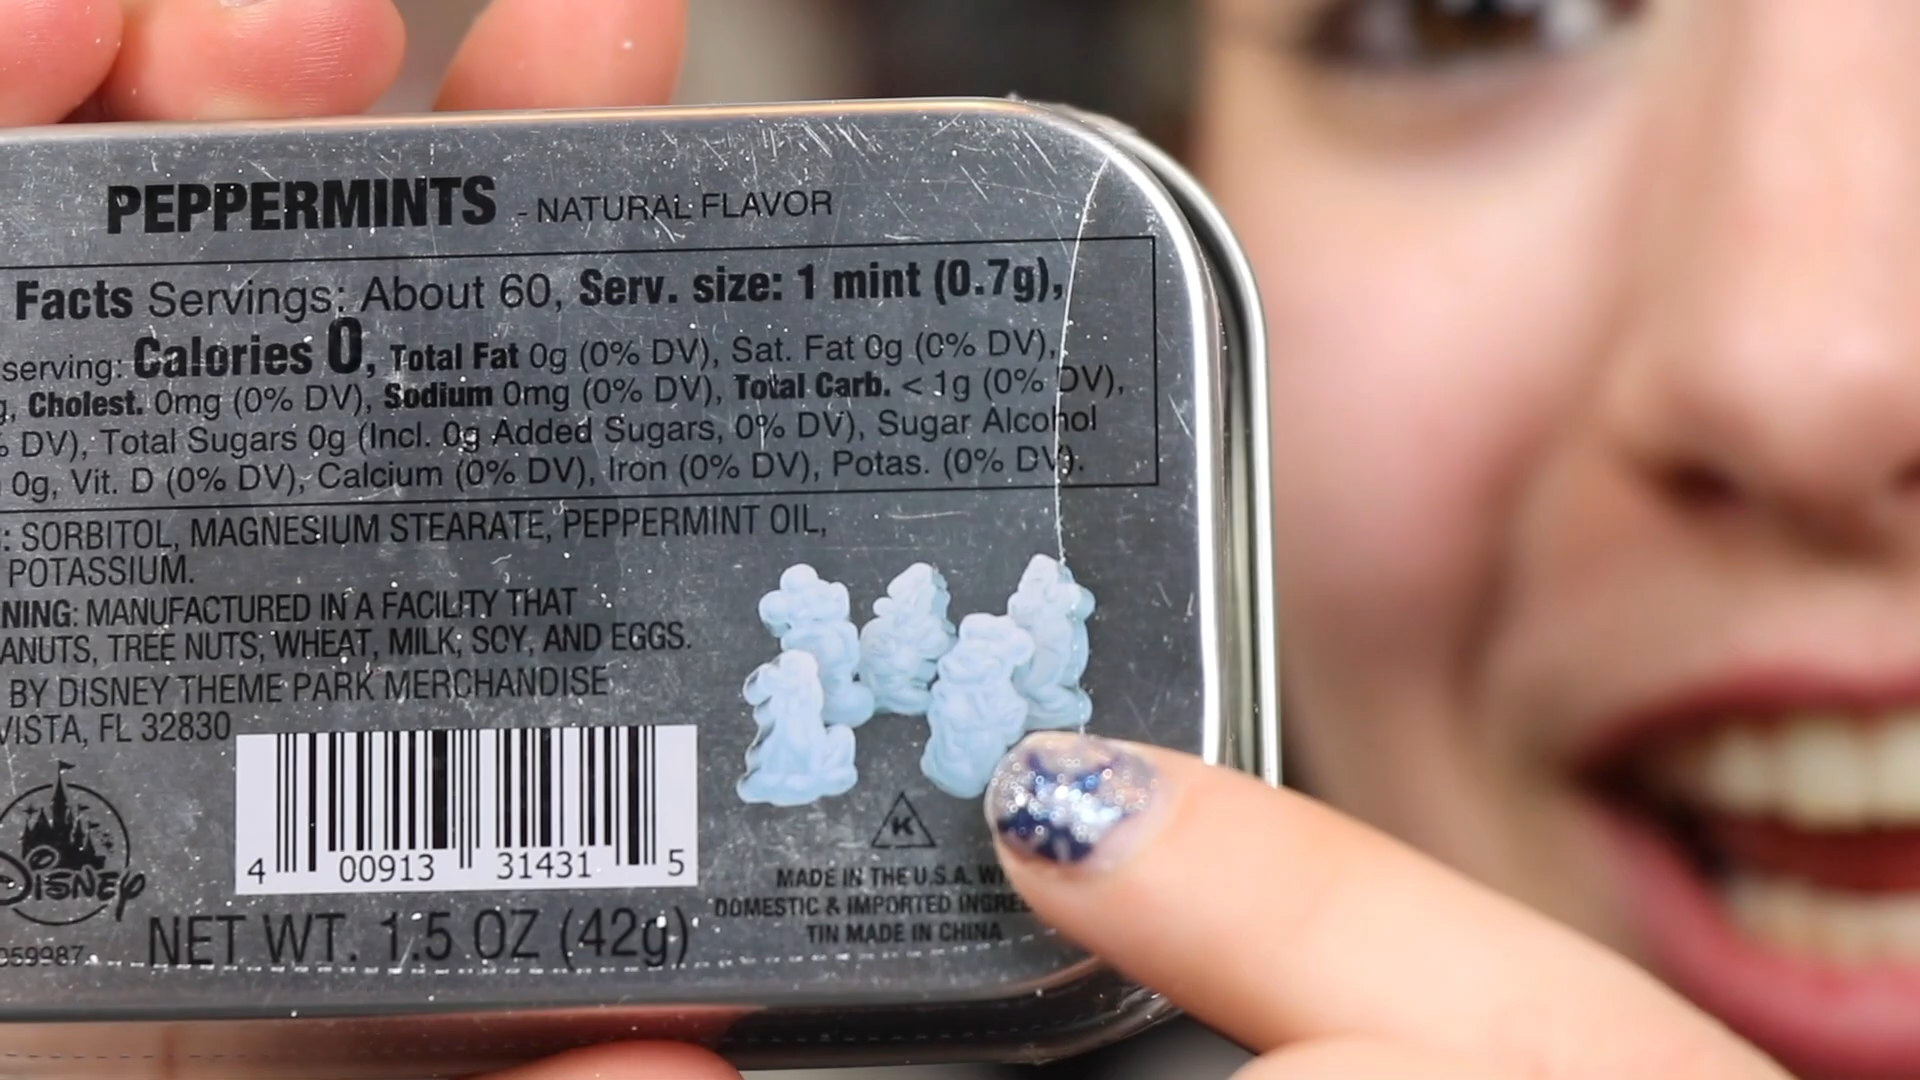 PEPPERMINTS - NATURAL FLAVOR
Facts Servings: About 60, Serv. size: 1 mint (0.7g),
serving: Calories 0, Total Fat 0g (0% DV), Sat. Fat 0g (0% DV),
g, Cholest. 0mg (0% DV), Sodium 0mg (0% DV), Total Carb. < 1g (0% DV),
% DV), Total Sugars 0g (Incl. 0g Added Sugars, 0% DV), Sugar Alcohol
0g, Vit. D (0% DV), Calcium (0% DV), Iron (0% DV), Potas. (0% DV).
: SORBITOL, MAGNESIUM STEARATE, PEPPERMINT OIL,
POTASSIUM.
NING: MANUFACTURED IN A FACILITY THAT
ANUTS, TREE NUTS, WHEAT, MILK, SOY, AND EGGS.
BY DISNEY THEME PARK MERCHANDISE
VISTA, FL 32830
4 00913 31431 5
DISNEY
K
MADE IN THE U.S.A. WI
DOMESTIC & IMPORTED INGRE
TIN MADE IN CHINA
059987
NET WT. 1.5 OZ (42g)